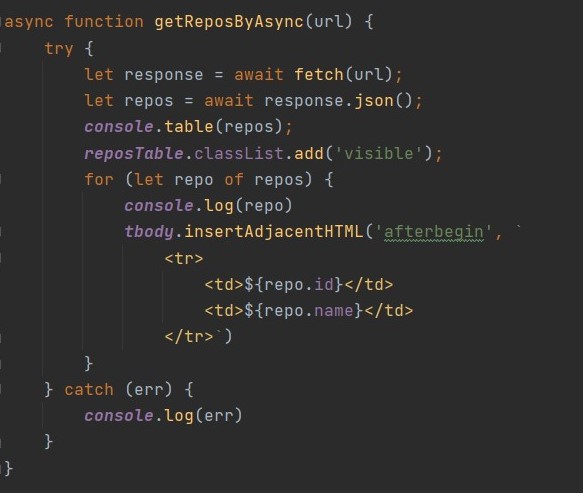 async function getReposByAsync(url) {
    try {
        let response = await fetch(url);
        let repos = await response.json();
        console.table(repos);
        reposTable.classList.add('visible');
        for (let repo of repos) {
            console.log(repo)
            tbody.insertAdjacentHTML('afterbegin', `
                <tr>
                    <td>${repo.id}</td>
                    <td>${repo.name}</td>
                </tr>`)
        }
    } catch (err) {
        console.log(err)
    }
}